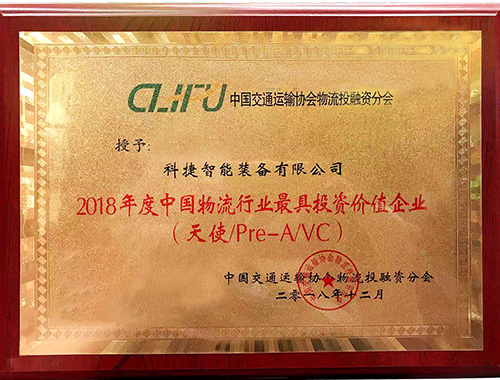 CLIFU 中国交通运输协会物流投融资分会
授予:
科捷智能装备有限公司
2018年度中国物流行业最具投资价值企业
(天使/Pre-A/VC)
中国交通运输协会物流投融资分会
二零一八年十二月